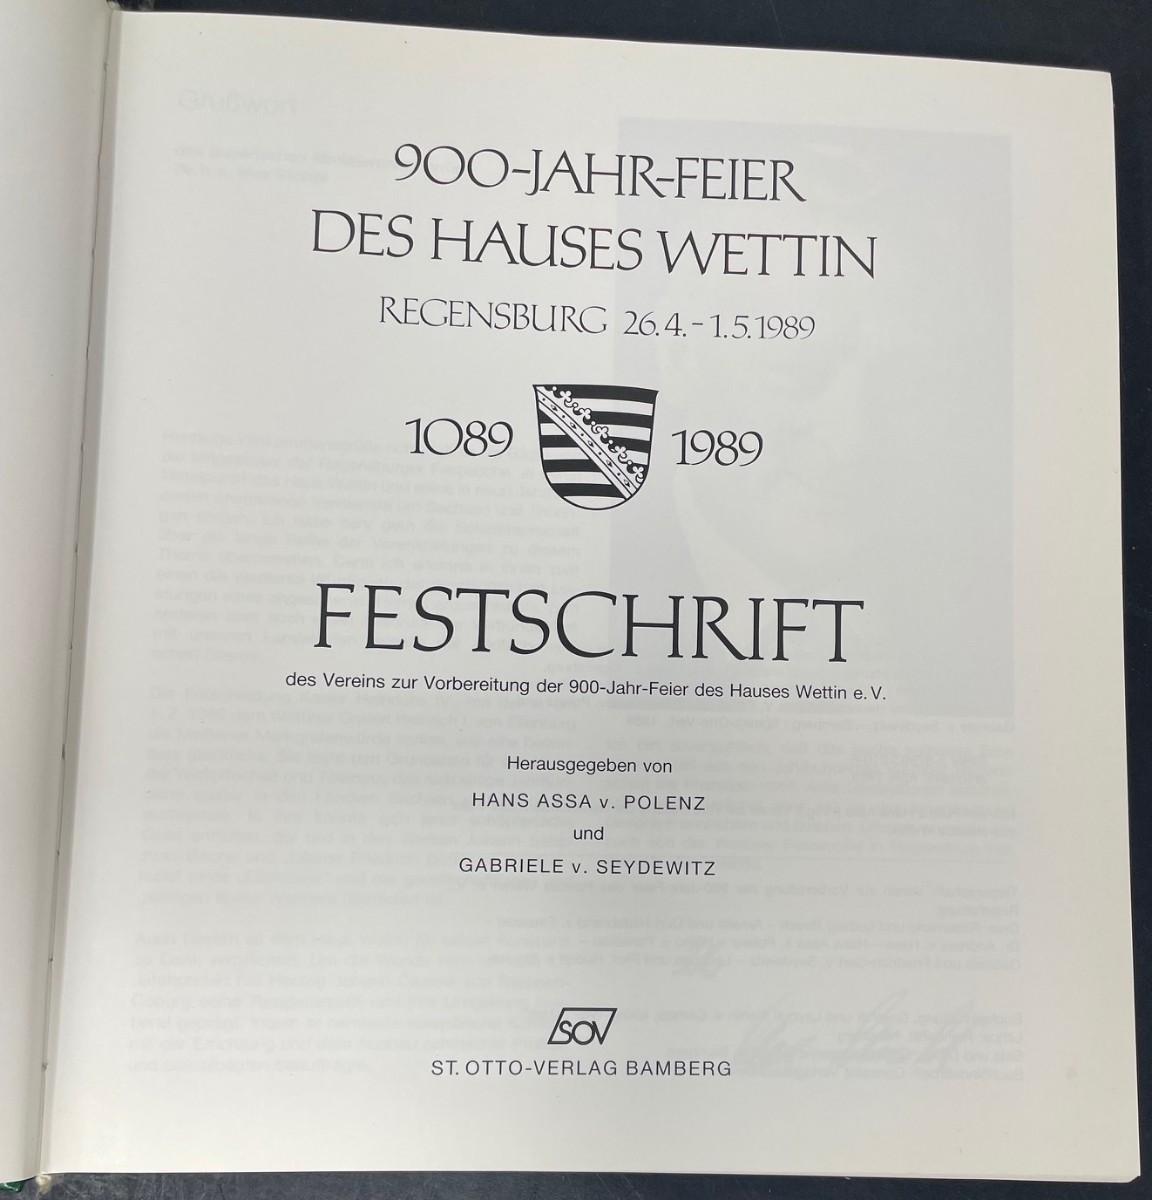 900-JAHR-FEIER
DES HAUSES WETTIN
REGENSBURG 26.4.-1.5.1989
1089 1989
FESTSCHRIFT
des Vereins zur Vorbereitung der 900-Jahr-Feier des Hauses Wettin e. V.
Herausgegeben von
HANS ASSA v. POLENZ
und
GABRIELE v. SEYDEWITZ
SOV
ST. OTTO-VERLAG BAMBERG